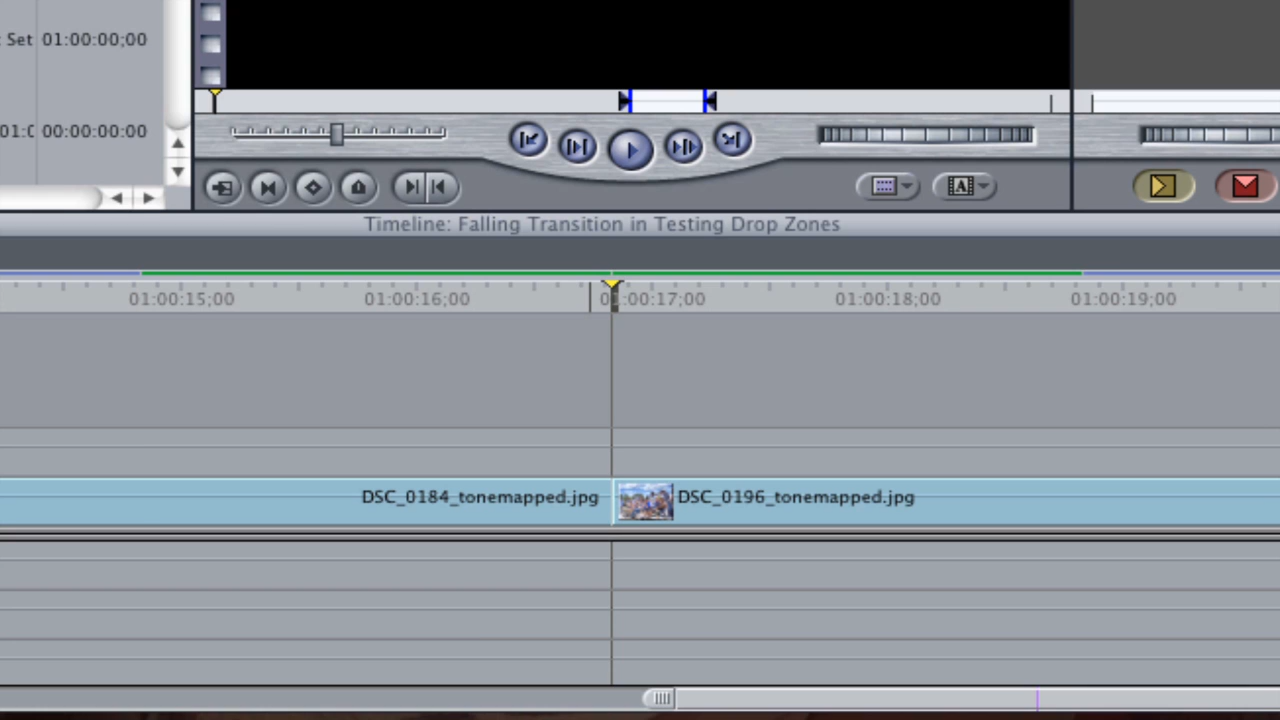 : Set 01:00:00;00
01:0 00:00:00:00
A
Timeline: Falling Transition in Testing Drop Zones
01:00:15;00 01:00:16;00 01:00:17;00 01:00:18;00 01:00:19;00
DSC_0184_tonemapped.jpg DSC_0196_tonemapped.jpg